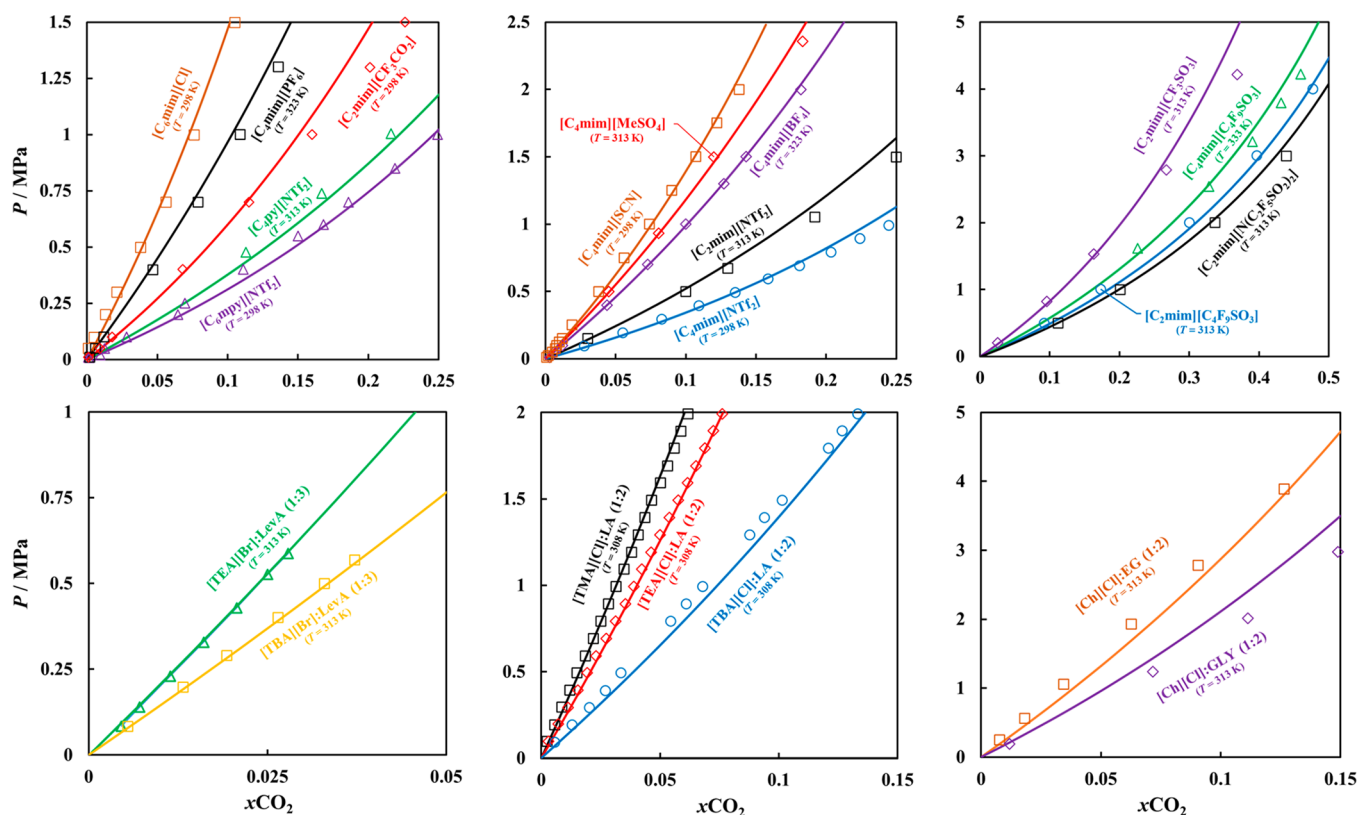 P / MPa
1.5
1.25
1
0.75
0.5
0.25
0
[C6mim][Cl]
(T = 298 K)
[C4mim][PF6]
(T = 323 K)
[C2mim][CF3CO2]
(T = 298 K)
[C4py][NTf2]
(T = 313 K)
[C6mpy][NTf2]
(T = 298 K)
0 0.05 0.1 0.15 0.2 0.25
2.5
2
1.5
1
0.5
0
[C4mim][MeSO4]
(T = 313 K)
[C4mim][BF4]
(T = 323 K)
[C4mim][SCN]
(T = 298 K)
[C2mim][NTf2]
(T = 313 K)
[C4mim][NTf2]
(T = 298 K)
0 0.05 0.1 0.15 0.2 0.25
5
4
3
2
1
0
[C2mim][CF3SO3]
(T = 313 K)
[C4mim][C4F9SO3]
(T = 333 K)
[C2mim][N(C2F5SO2)2]
(T = 313 K)
[C2mim][C4F9SO3]
(T = 313 K)
0 0.1 0.2 0.3 0.4 0.5
P / MPa
1
0.75
0.5
0.25
0
[TEA][Br]:LevA (1:3)
(T = 313 K)
[TBA][Br]:LevA (1:3)
(T = 313 K)
0 0.025 0.05
xCO2
2
1.5
1
0.5
0
[TMA][Cl]:LA (1:2)
(T = 308 K)
[TEA][Cl]:LA (1:2)
(T = 308 K)
[TBA][Cl]:LA (1:2)
(T = 308 K)
0 0.05 0.1 0.15
xCO2
5
4
3
2
1
0
[Ch][Cl]:EG (1:2)
(T = 313 K)
[Ch][Cl]:GLY (1:2)
(T = 313 K)
0 0.05 0.1 0.15
xCO2